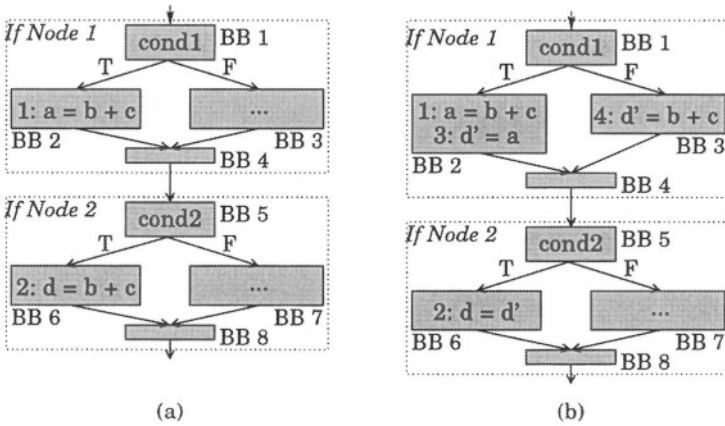 If Node 1
cond1
BB 1
T
F
1: a = b + c
...
BB 2
BB 3
BB 4
If Node 2
cond2
BB 5
T
F
2: d = b + c
...
BB 6
BB 7
BB 8
(a)
If Node 1
cond1
BB 1
T
F
1: a = b + c
3: d' = a
4: d' = b + c
BB 2
BB 3
BB 4
If Node 2
cond2
BB 5
T
F
2: d = d'
...
BB 6
BB 7
BB 8
(b)